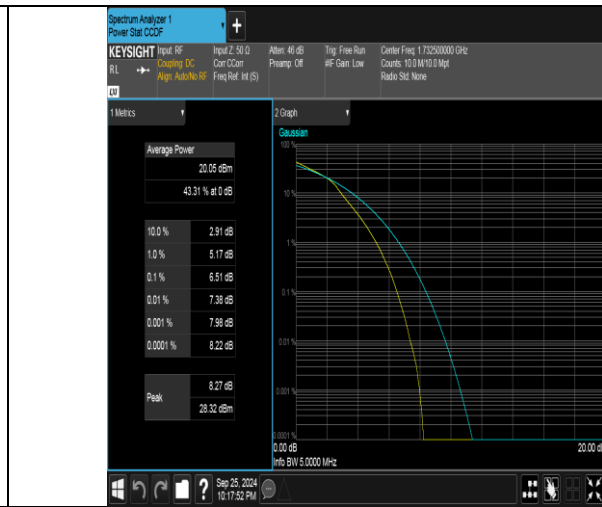 Spectrum Analyzer 1
Power Stat CCDF
+
KEYSIGHT
RL
Input: RF
Coupling: DC
Align: Auto/No RF
Input Z: 50 Ω
Corr CCorr
Freq Ref: Int (S)
Atten: 46 dB
Preamp: Off
Trig: Free Run
#IF Gain: Low
Center Freq: 1.732500000 GHz
Counts: 10.0 M/10.0 Mpt
Radio Std: None
1 Metrics
Average Power
20.05 dBm
43.31 % at 0 dB
10.0 % 2.91 dB
1.0 % 5.17 dB
0.1 % 6.51 dB
0.01 % 7.38 dB
0.001 % 7.98 dB
0.0001 % 8.22 dB
Peak
8.27 dB
28.32 dBm
2 Graph
Gaussian
100 %
10 %
1 %
0.1 %
0.01 %
0.001 %
0.0001 %
0.00 dB
20.00 d
Info BW 5.0000 MHz
?
Sep 25, 2024
10:17:52 PM